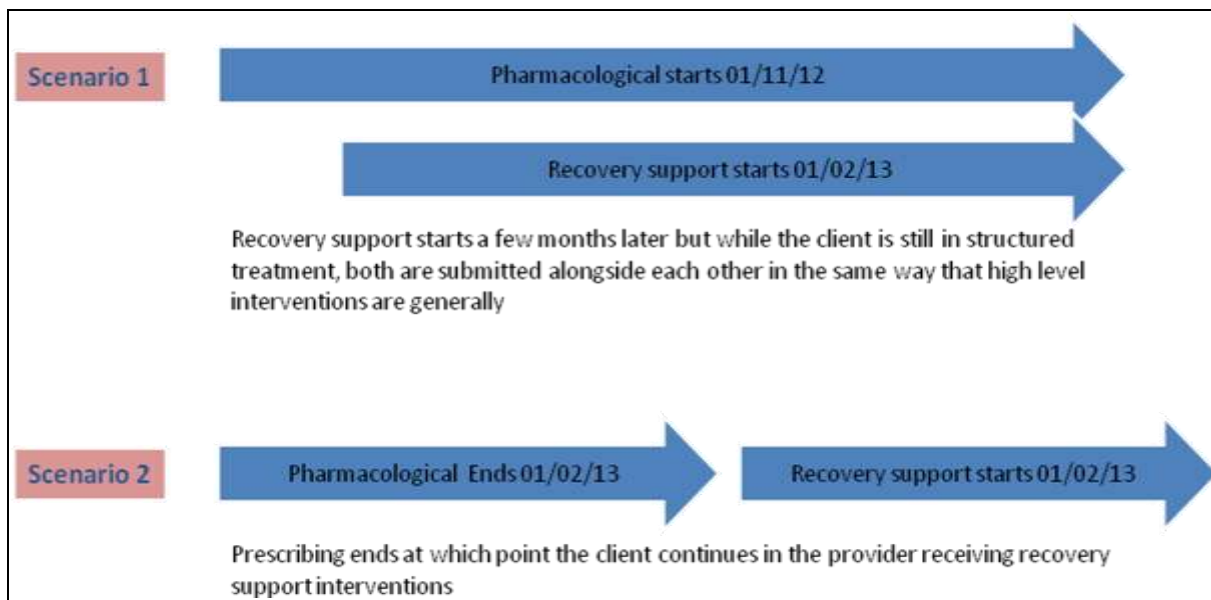 Scenario 1
Pharmacological starts 01/11/12
Recovery support starts 01/02/13
Recovery support starts a few months later but while the client is still in structured
treatment, both are submitted alongside each other in the same way that high level
interventions are generally
Scenario 2
Pharmacological Ends 01/02/13
Recovery support starts 01/02/13
Prescribing ends at which point the client continues in the provider receiving recovery
support interventions